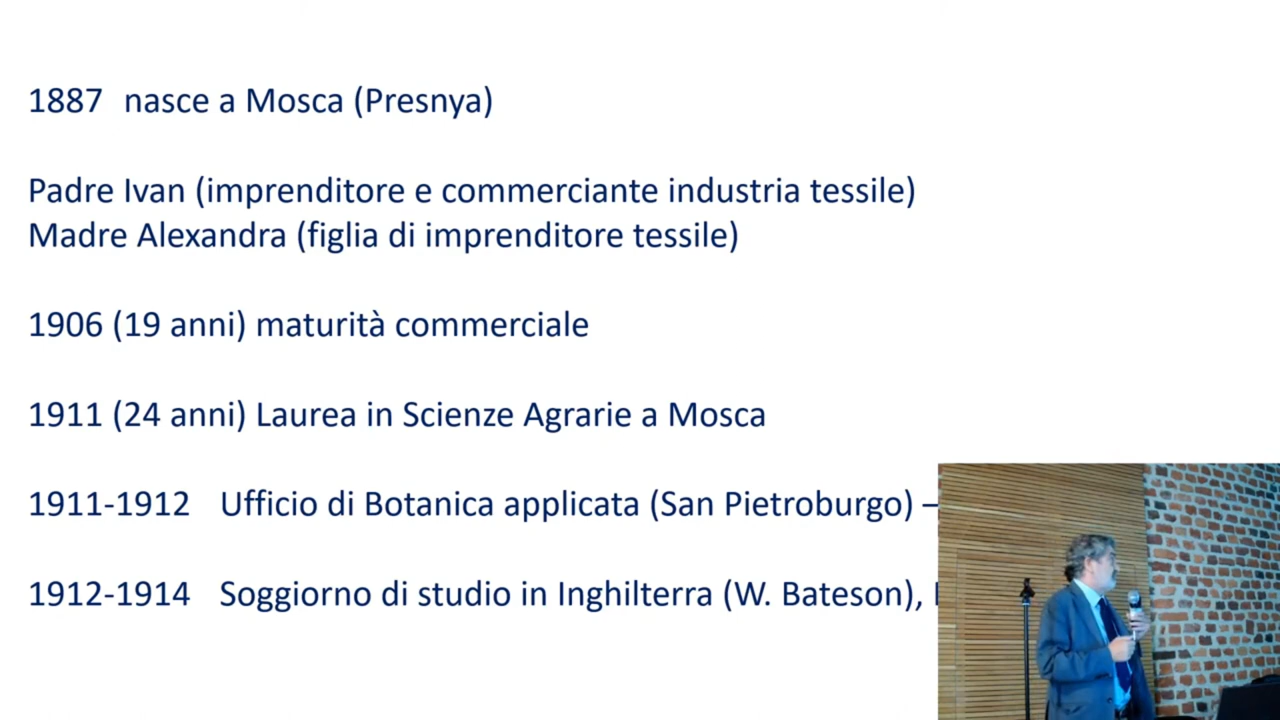 1887 nasce a Mosca (Presnya)
Padre Ivan (imprenditore e commerciante industria tessile)
Madre Alexandra (figlia di imprenditore tessile)
1906 (19 anni) maturità commerciale
1911 (24 anni) Laurea in Scienze Agrarie a Mosca
1911-1912 Ufficio di Botanica applicata (San Pietroburgo) –
1912-1914 Soggiorno di studio in Inghilterra (W. Bateson),